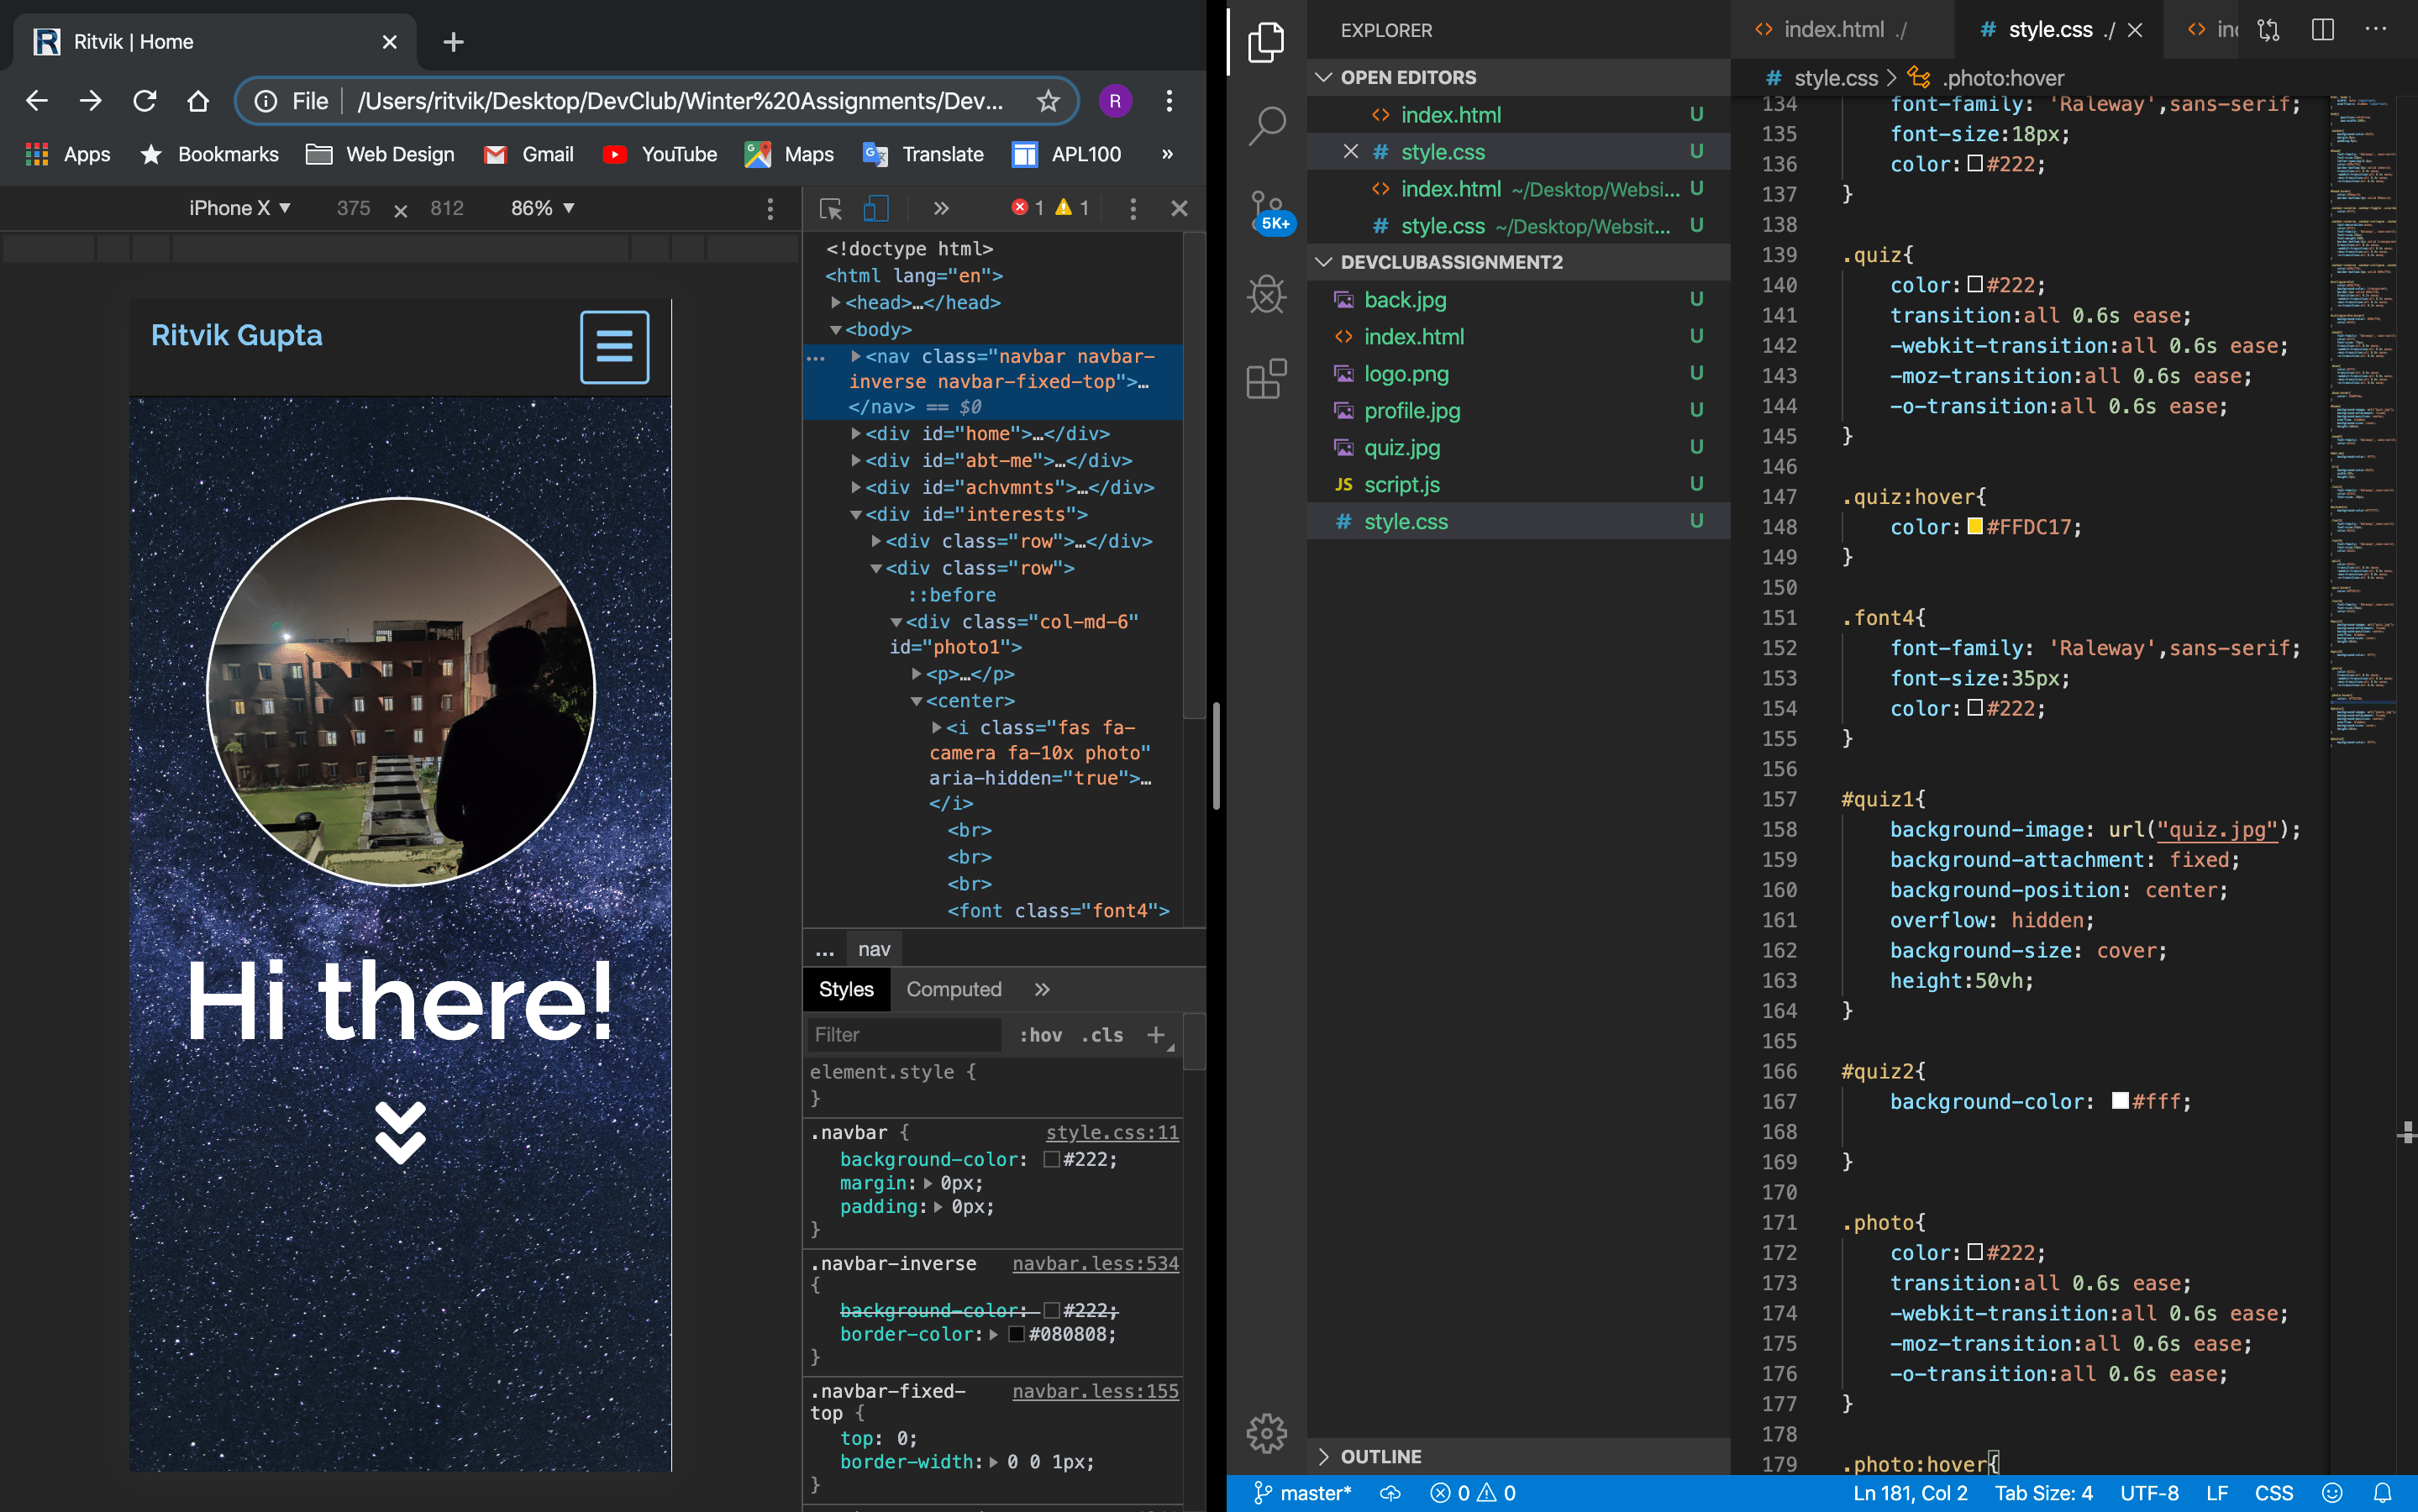 Ritvik | Home
File
/Users/ritvik/Desktop/DevClub/Winter%20Assignments/Dev...
R
Apps
Bookmarks
Web Design
Gmail
YouTube
Maps
Translate
APL100
»
iPhone X ▼
375 × 812
86% ▼
» 1 1
Ritvik Gupta
Hi there!
<!doctype html>
<html lang="en">
<head>…</head>
<body>
… <nav class="navbar navbar-
inverse navbar-fixed-top">…
</nav> == $0
<div id="home">…</div>
<div id="abt-me">…</div>
<div id="achvmnts">…</div>
<div id="interests">
<div class="row">…</div>
<div class="row">
::before
<div class="col-md-6"
id="photo1">
<p>…</p>
<center>
<i class="fas fa-
camera fa-10x photo"
aria-hidden="true">…
</i>
<br>
<br>
<br>
<font class="font4">
... nav
Styles Computed »
Filter :hov .cls +
element.style {
}
.navbar { style.css:11
background-color: #222;
margin: 0px;
padding: 0px;
}
.navbar-inverse navbar.less:534
{
background-color: #222;
border-color: #080808;
}
.navbar-fixed- navbar.less:155
top {
top: 0;
border-width: 0 0 1px;
}
5K+
EXPLORER
OPEN EDITORS
index.html U
style.css U
index.html ~/Desktop/Websi... U
style.css ~/Desktop/Websit... U
DEVCLUBASSIGNMENT2
back.jpg U
index.html U
logo.png U
profile.jpg U
quiz.jpg U
JS script.js U
style.css U
OUTLINE
index.html ./
style.css ./
# style.css > .photo:hover
134 font-family: 'Raleway',sans-serif;
135 font-size:18px;
136 color: #222;
137 }
138
139 .quiz{
140 color: #222;
141 transition:all 0.6s ease;
142 -webkit-transition:all 0.6s ease;
143 -moz-transition:all 0.6s ease;
144 -o-transition:all 0.6s ease;
145 }
146
147 .quiz:hover{
148 color: #FFDC17;
149 }
150
151 .font4{
152 font-family: 'Raleway',sans-serif;
153 font-size:35px;
154 color: #222;
155 }
156
157 #quiz1{
158 background-image: url("quiz.jpg");
159 background-attachment: fixed;
160 background-position: center;
161 overflow: hidden;
162 background-size: cover;
163 height:50vh;
164 }
165
166 #quiz2{
167 background-color: #fff;
168
169 }
170
171 .photo{
172 color: #222;
173 transition:all 0.6s ease;
174 -webkit-transition:all 0.6s ease;
175 -moz-transition:all 0.6s ease;
176 -o-transition:all 0.6s ease;
177 }
178
179 .photo:hover{
master* 0 0
Ln 181, Col 2 Tab Size: 4 UTF-8 LF CSS